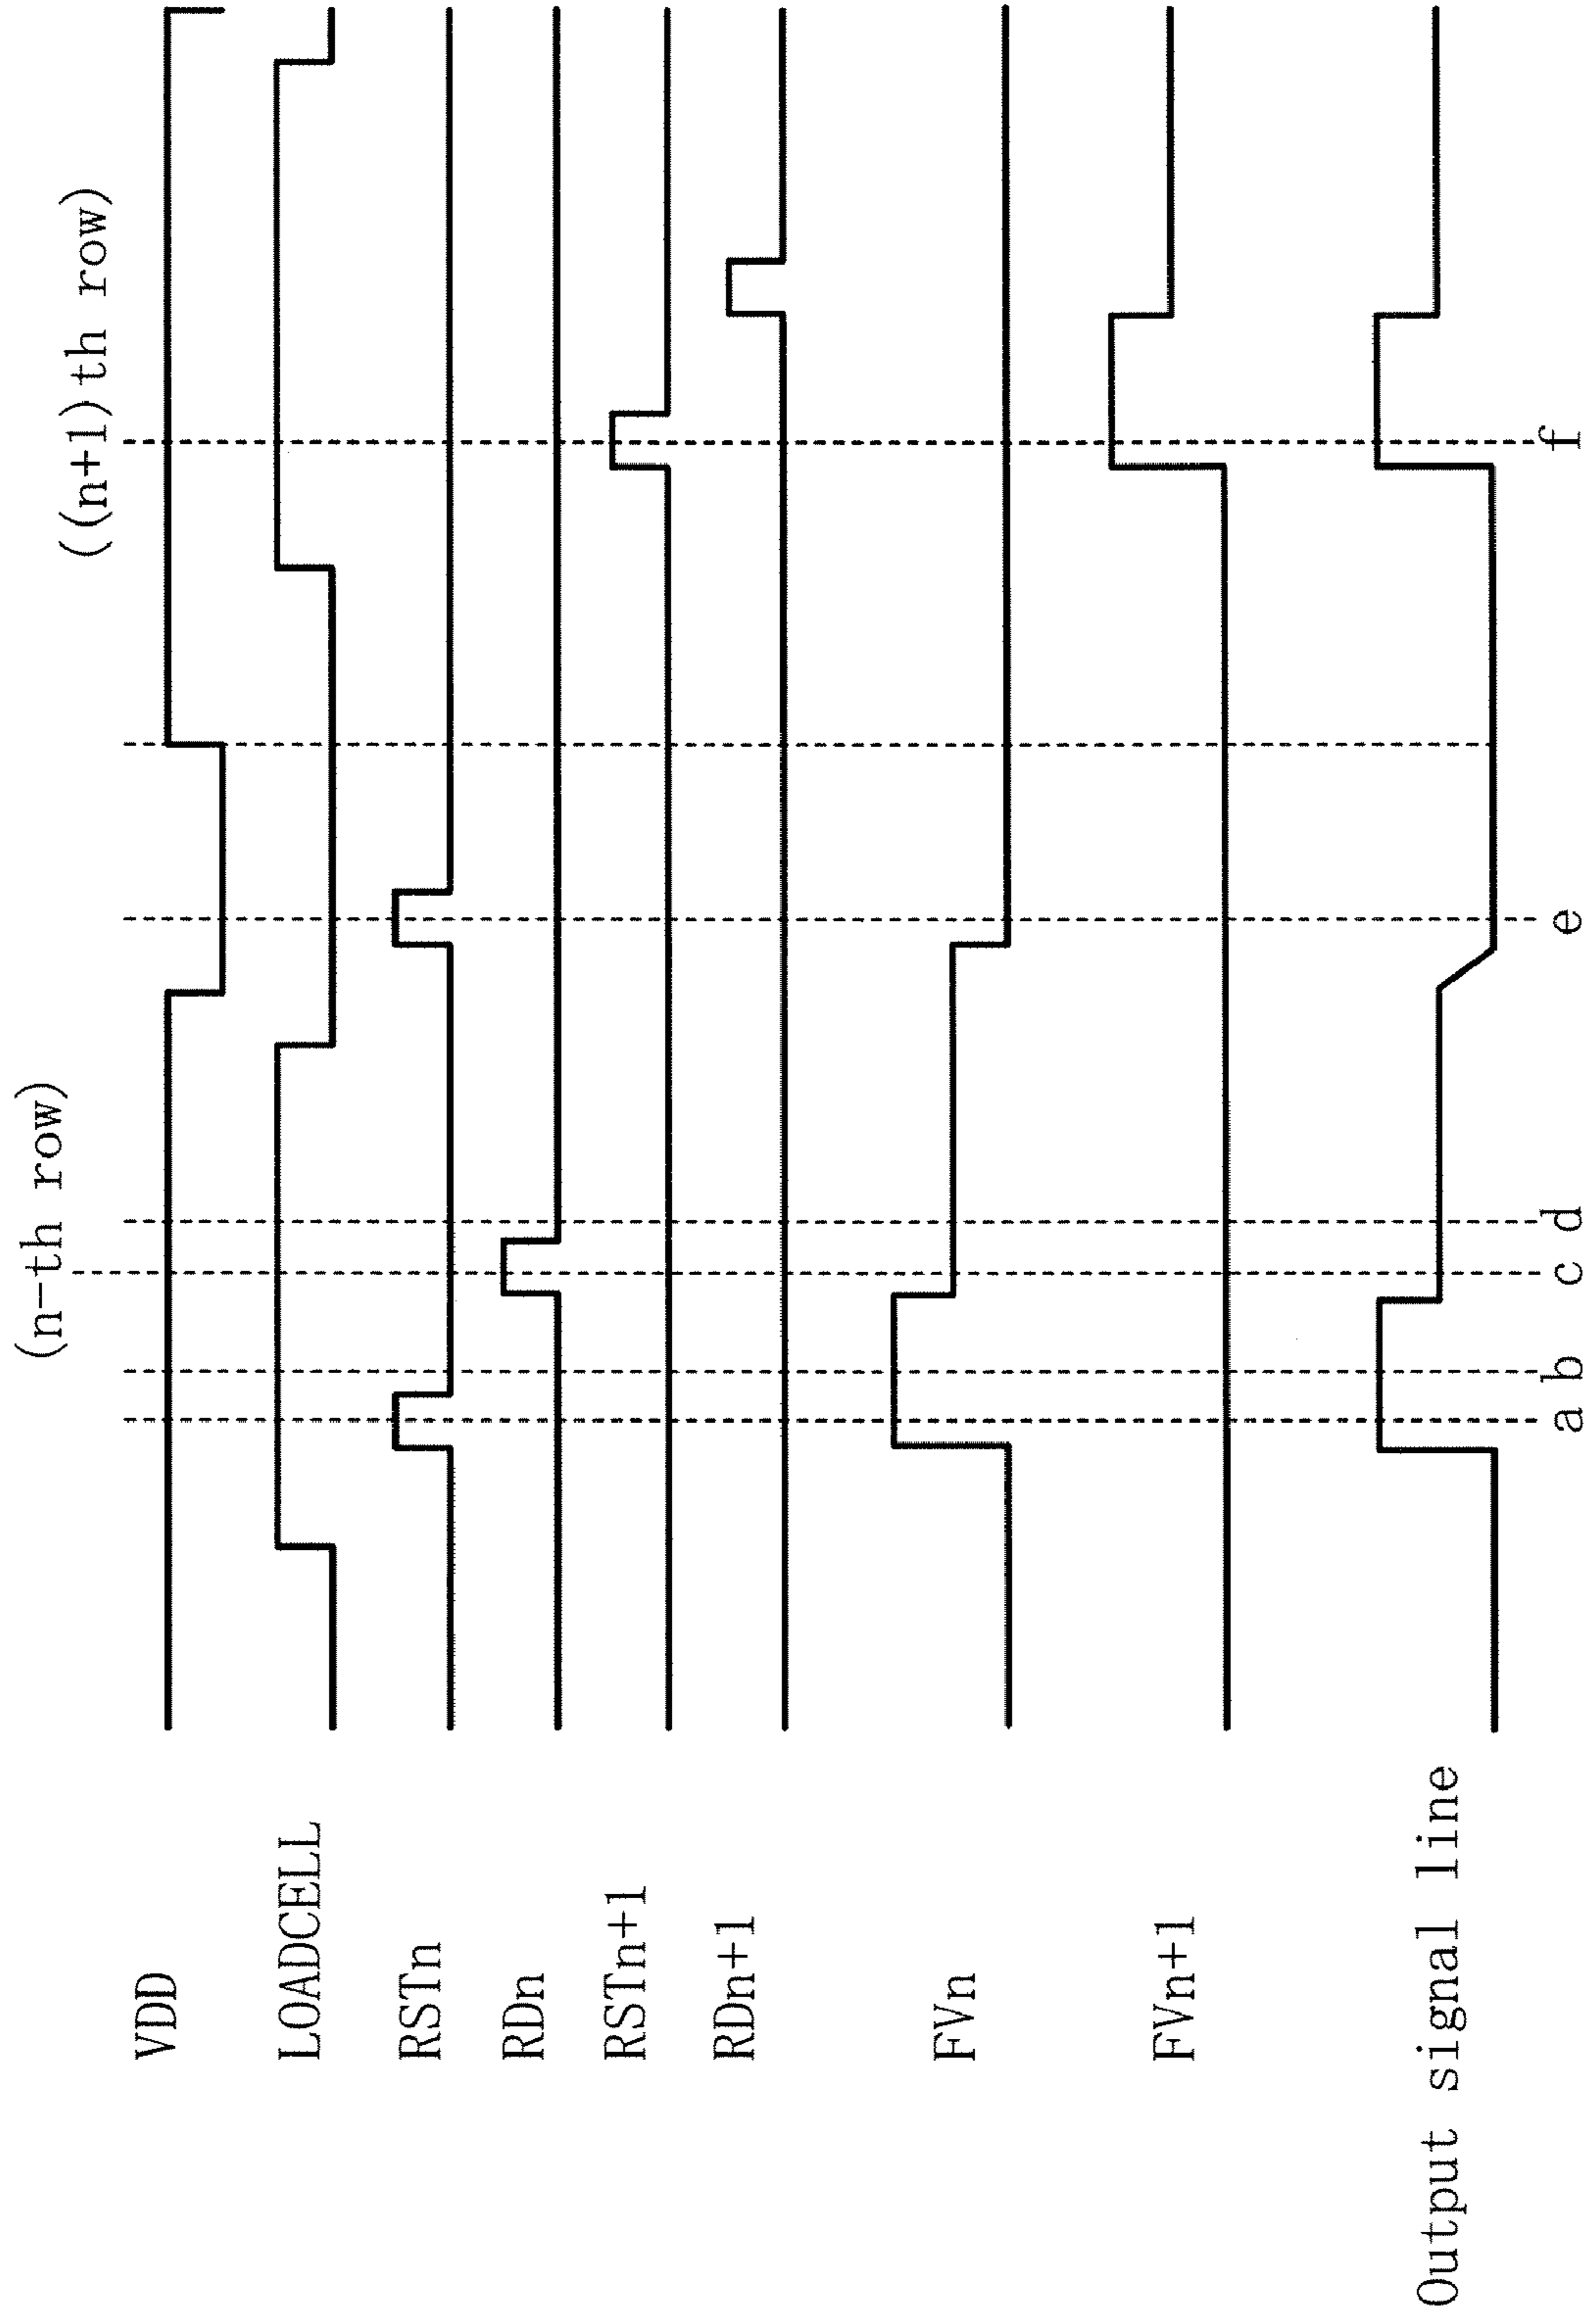 (n-th row)
((n+1)th row)
VDD
LOADCELL
RSTn
RDn
RSTn+1
RDn+1
FVn
FVn+1
Output signal line
a b c d e f